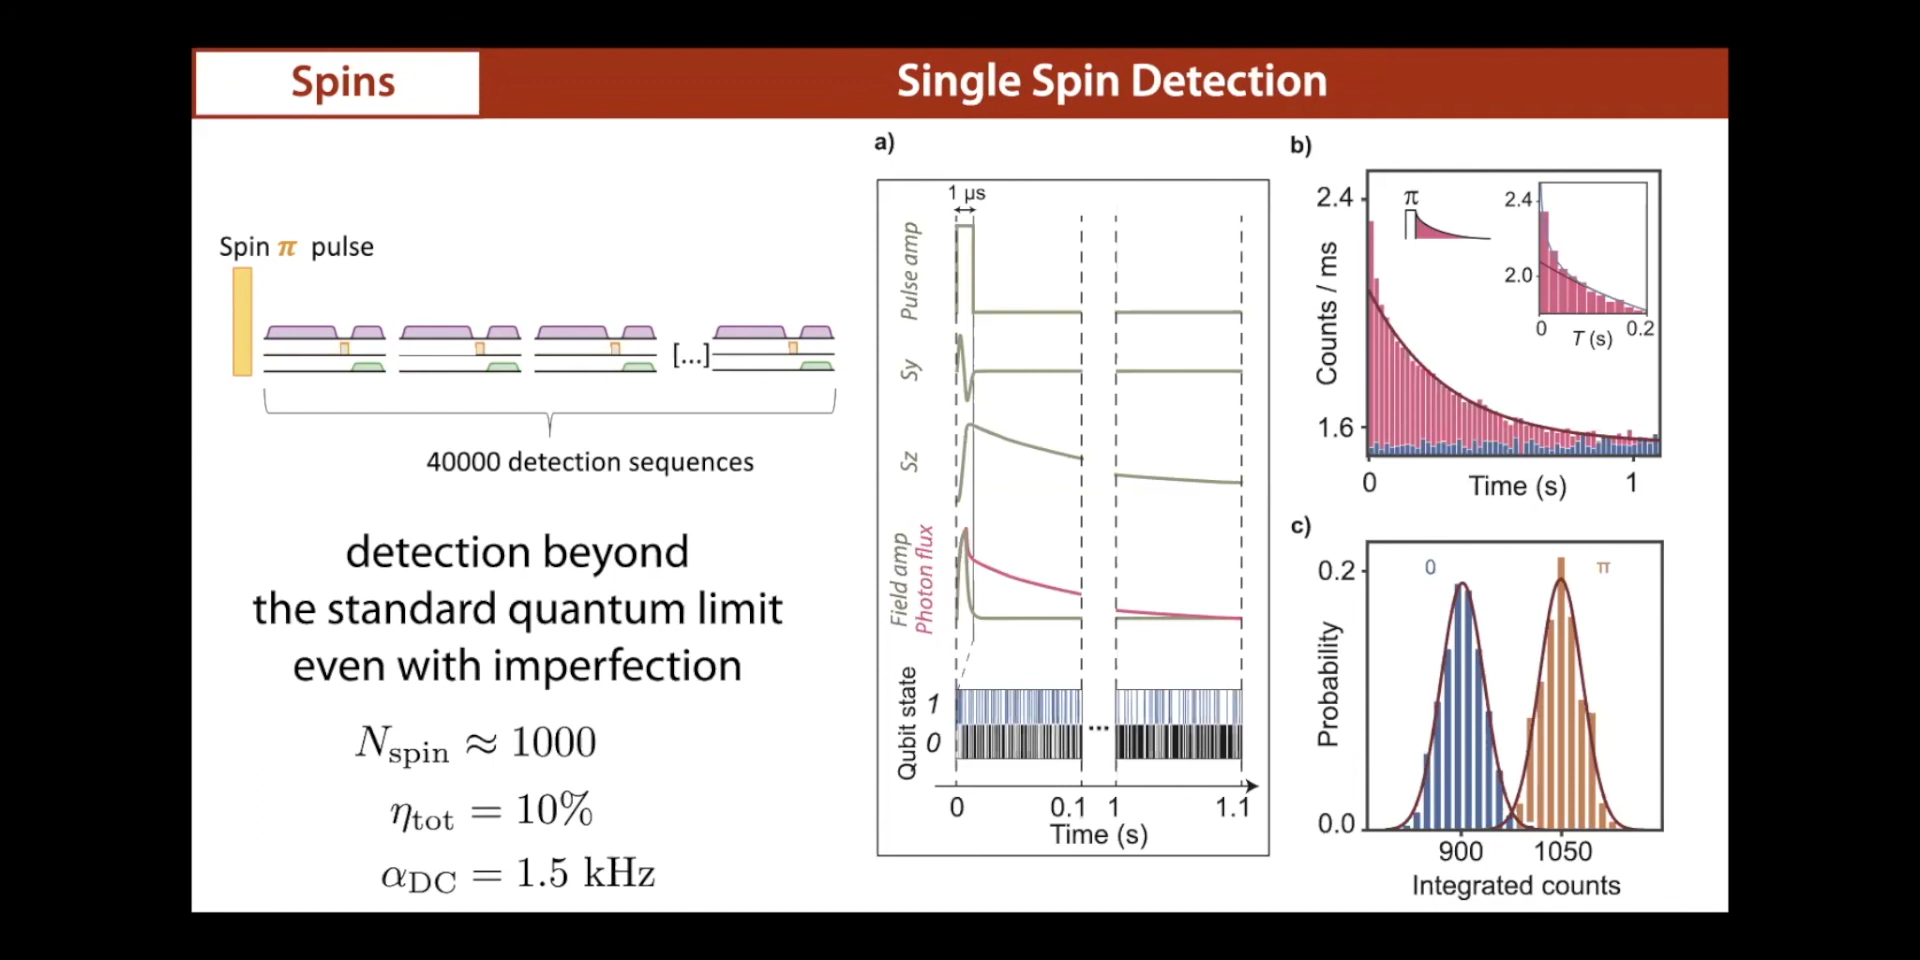 Spins
Single Spin Detection
Spin π pulse
[...]
40000 detection sequences
detection beyond
the standard quantum limit
even with imperfection
N_spin ≈ 1000
η_tot = 10%
α_DC = 1.5 kHz
a)
1 µs
Pulse amp
Sy
Sz
Field amp
Photon flux
Qubit state
1
0
...
0 0.1 1 1.1
Time (s)
b)
Counts / ms
2.4
1.6
π
2.4
2.0
0 0.2
T (s)
0 1
Time (s)
c)
Probability
0.2
0.0
0 π
900 1050
Integrated counts